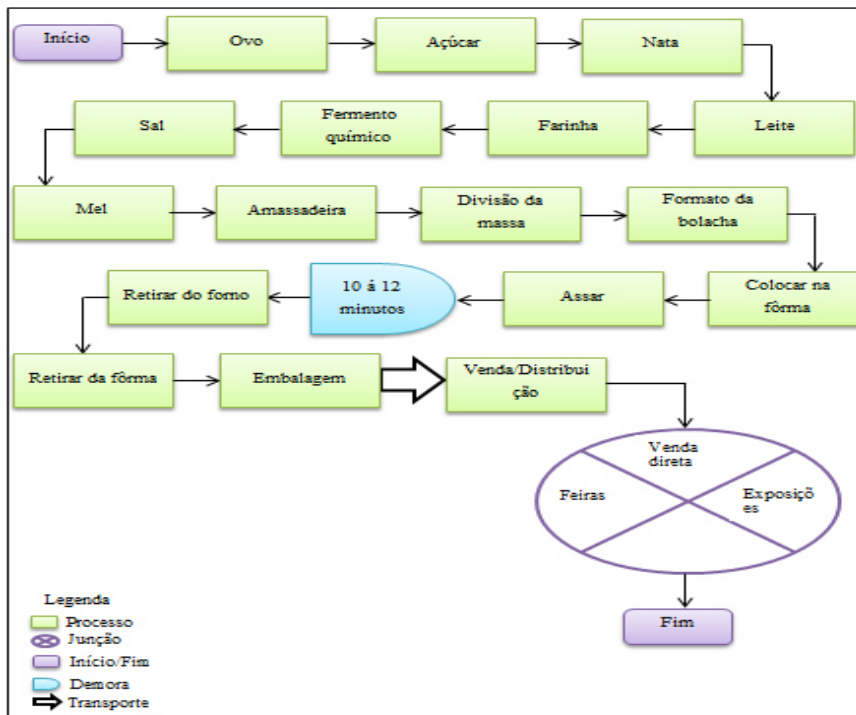 Início
Ovo
Açúcar
Nata
Leite
Farinha
Fermento
químico
Sal
Mel
Amassadeira
Divisão da
massa
Formato da
bolacha
Colocar na
fôrma
Assar
10 á 12
minutos
Retirar do forno
Retirar da fôrma
Embalagem
Venda/Distribui
ção
Venda
direta
Feiras
Exposiçõ
es
Fim
Legenda
Processo
Junção
Início/Fim
Demora
Transporte